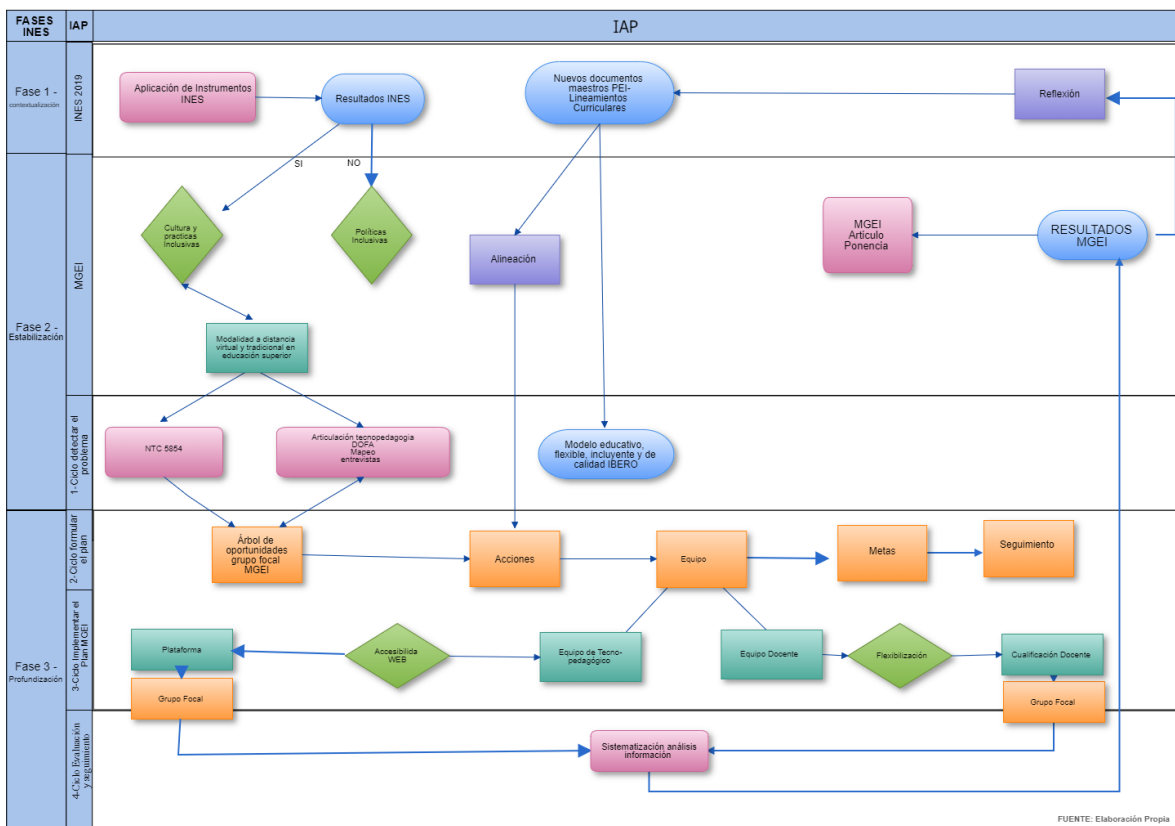 FASES
INES
IAP
IAP
Fase 1 -
contextualización
INES 2019
Aplicación de Instrumentos
INES
Resultados INES
Nuevos documentos
maestros PEI-
Lineamientos
Curriculares
Reflexión
SI
NO
Fase 2 -
Estabilización
MGEI
Cultura y
practicas
Inclusivas
Políticas
Inclusivas
Alineación
MGEI
Articulo
Ponencia
RESULTADOS
MGEI
Modalidad a distancia
virtual y tradicional en
educación superior
1-Ciclo detectar el
problema
NTC 5854
Articulación tecnopedagogia
DOFA
Mapeo
entrevistas
Modelo educativo,
flexible, incluyente y de
calidad IBERO
Fase 3 -
Profundización
2-Ciclo formular
el plan
Árbol de
oportunidades
grupo focal
MGEI
Acciones
Equipo
Metas
Seguimiento
3-Ciclo Implementar el
Plan MGEI
Plataforma
Accesibilida
WEB
Equipo de Tecno-
pedagógico
Equipo Docente
Flexibilización
Cualificación Docente
Grupo Focal
Grupo Focal
4-Ciclo Evaluación
y seguimiento
Sistematización análisis
información
FUENTE: Elaboración Propia